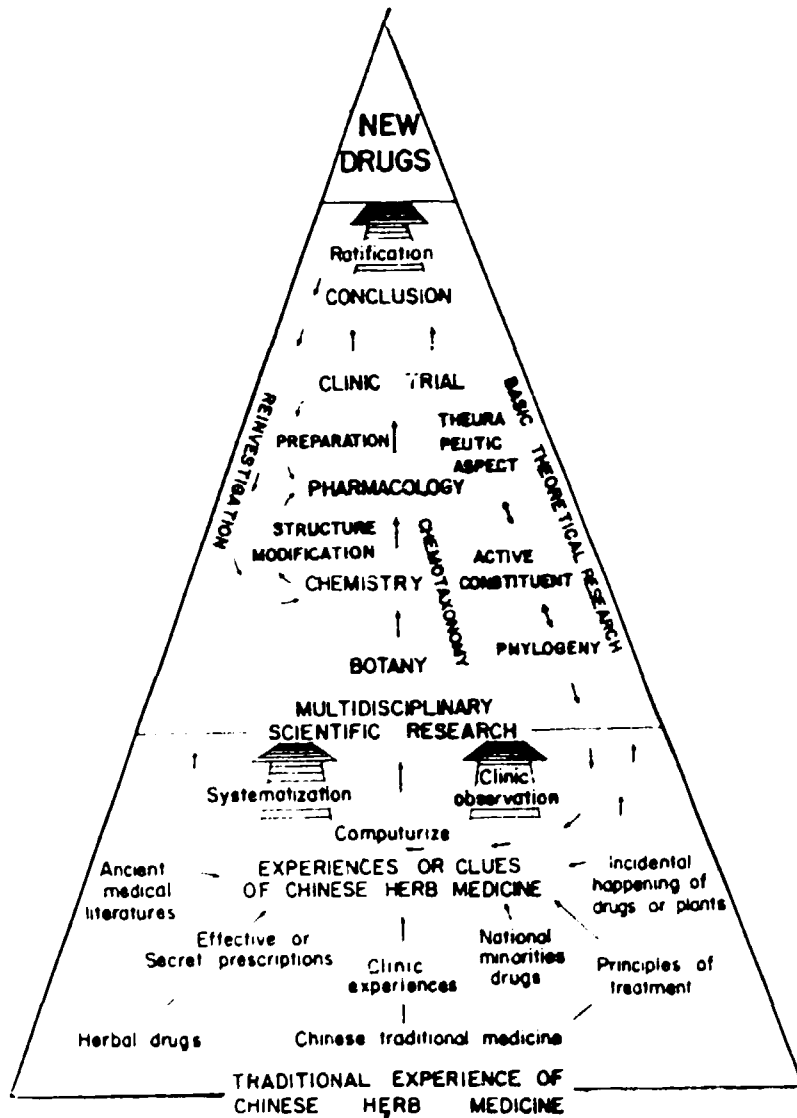 NEW
DRUGS
Ratification
CONCLUSION
CLINIC TRIAL
REINVESTIGATION
BASIC THEORETICAL RESEARCH
PREPARATION
THEURA
PEUTIC
ASPECT
PHARMACOLOGY
STRUCTURE
MODIFICATION
CHEMOTAXONOMY
CHEMISTRY
ACTIVE
CONSTITUENT
PHYLOGENY
BOTANY
MULTIDISCIPLINARY
SCIENTIFIC RESEARCH
Systematization
Clinic
observation
Computurize
Ancient
medical
literatures
EXPERIENCES OR CLUES
OF CHINESE HERB MEDICINE
Incidental
happening of
drugs or plants
Effective or
Secret prescriptions
Clinic
experiences
National
minorities
drugs
Principles of
treatment
Herbal drugs
Chinese traditional medicine
TRADITIONAL EXPERIENCE OF
CHINESE HERB MEDICINE